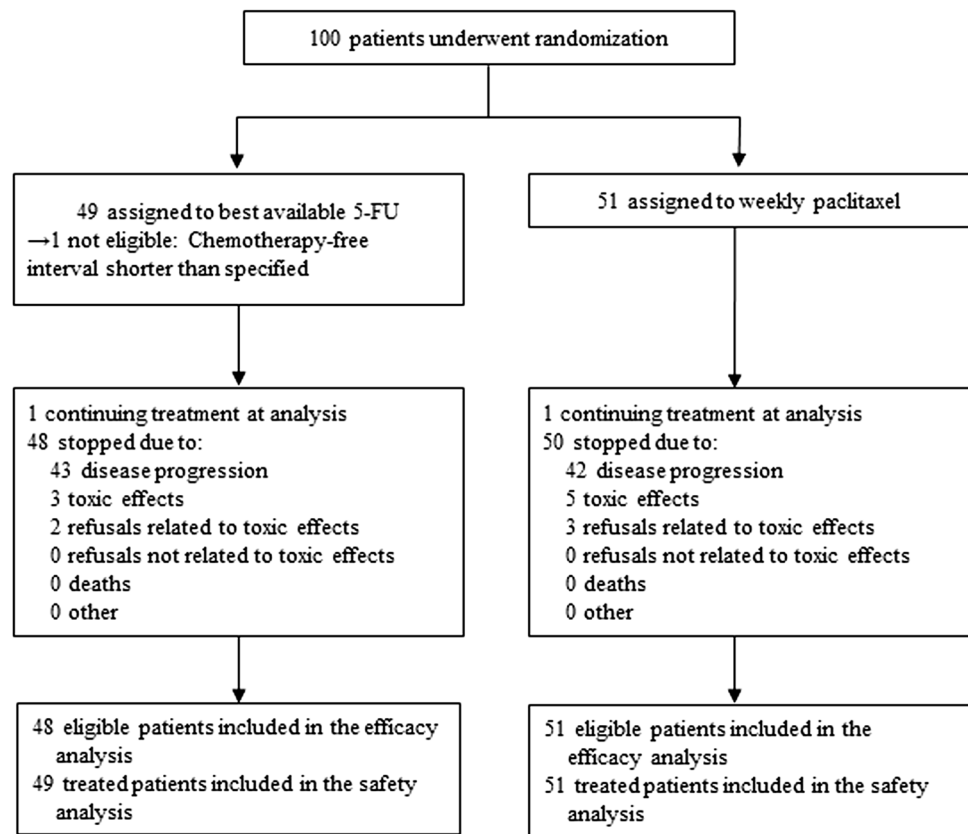 100 patients underwent randomization
49 assigned to best available 5-FU
→1 not eligible: Chemotherapy-free
interval shorter than specified
51 assigned to weekly paclitaxel
1 continuing treatment at analysis
48 stopped due to:
43 disease progression
3 toxic effects
2 refusals related to toxic effects
0 refusals not related to toxic effects
0 deaths
0 other
1 continuing treatment at analysis
50 stopped due to:
42 disease progression
5 toxic effects
3 refusals related to toxic effects
0 refusals not related to toxic effects
0 deaths
0 other
48 eligible patients included in the efficacy
analysis
49 treated patients included in the safety
analysis
51 eligible patients included in the
efficacy analysis
51 treated patients included in the safety
analysis